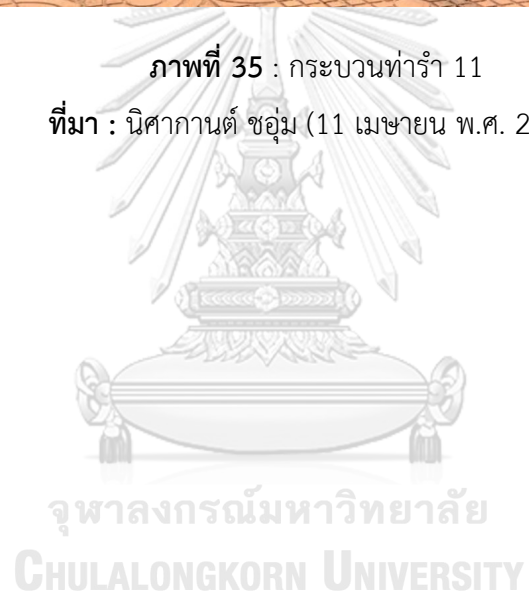 ภาพที่ 35 : กระบวนท่ารำ 11
ที่มา : นิศากานต์ ชอุ่ม (11 เมษายน พ.ศ. 2
จุฬาลงกรณ์มหาวิทยาลัย
CHULALONGKORN UNIVERSITY